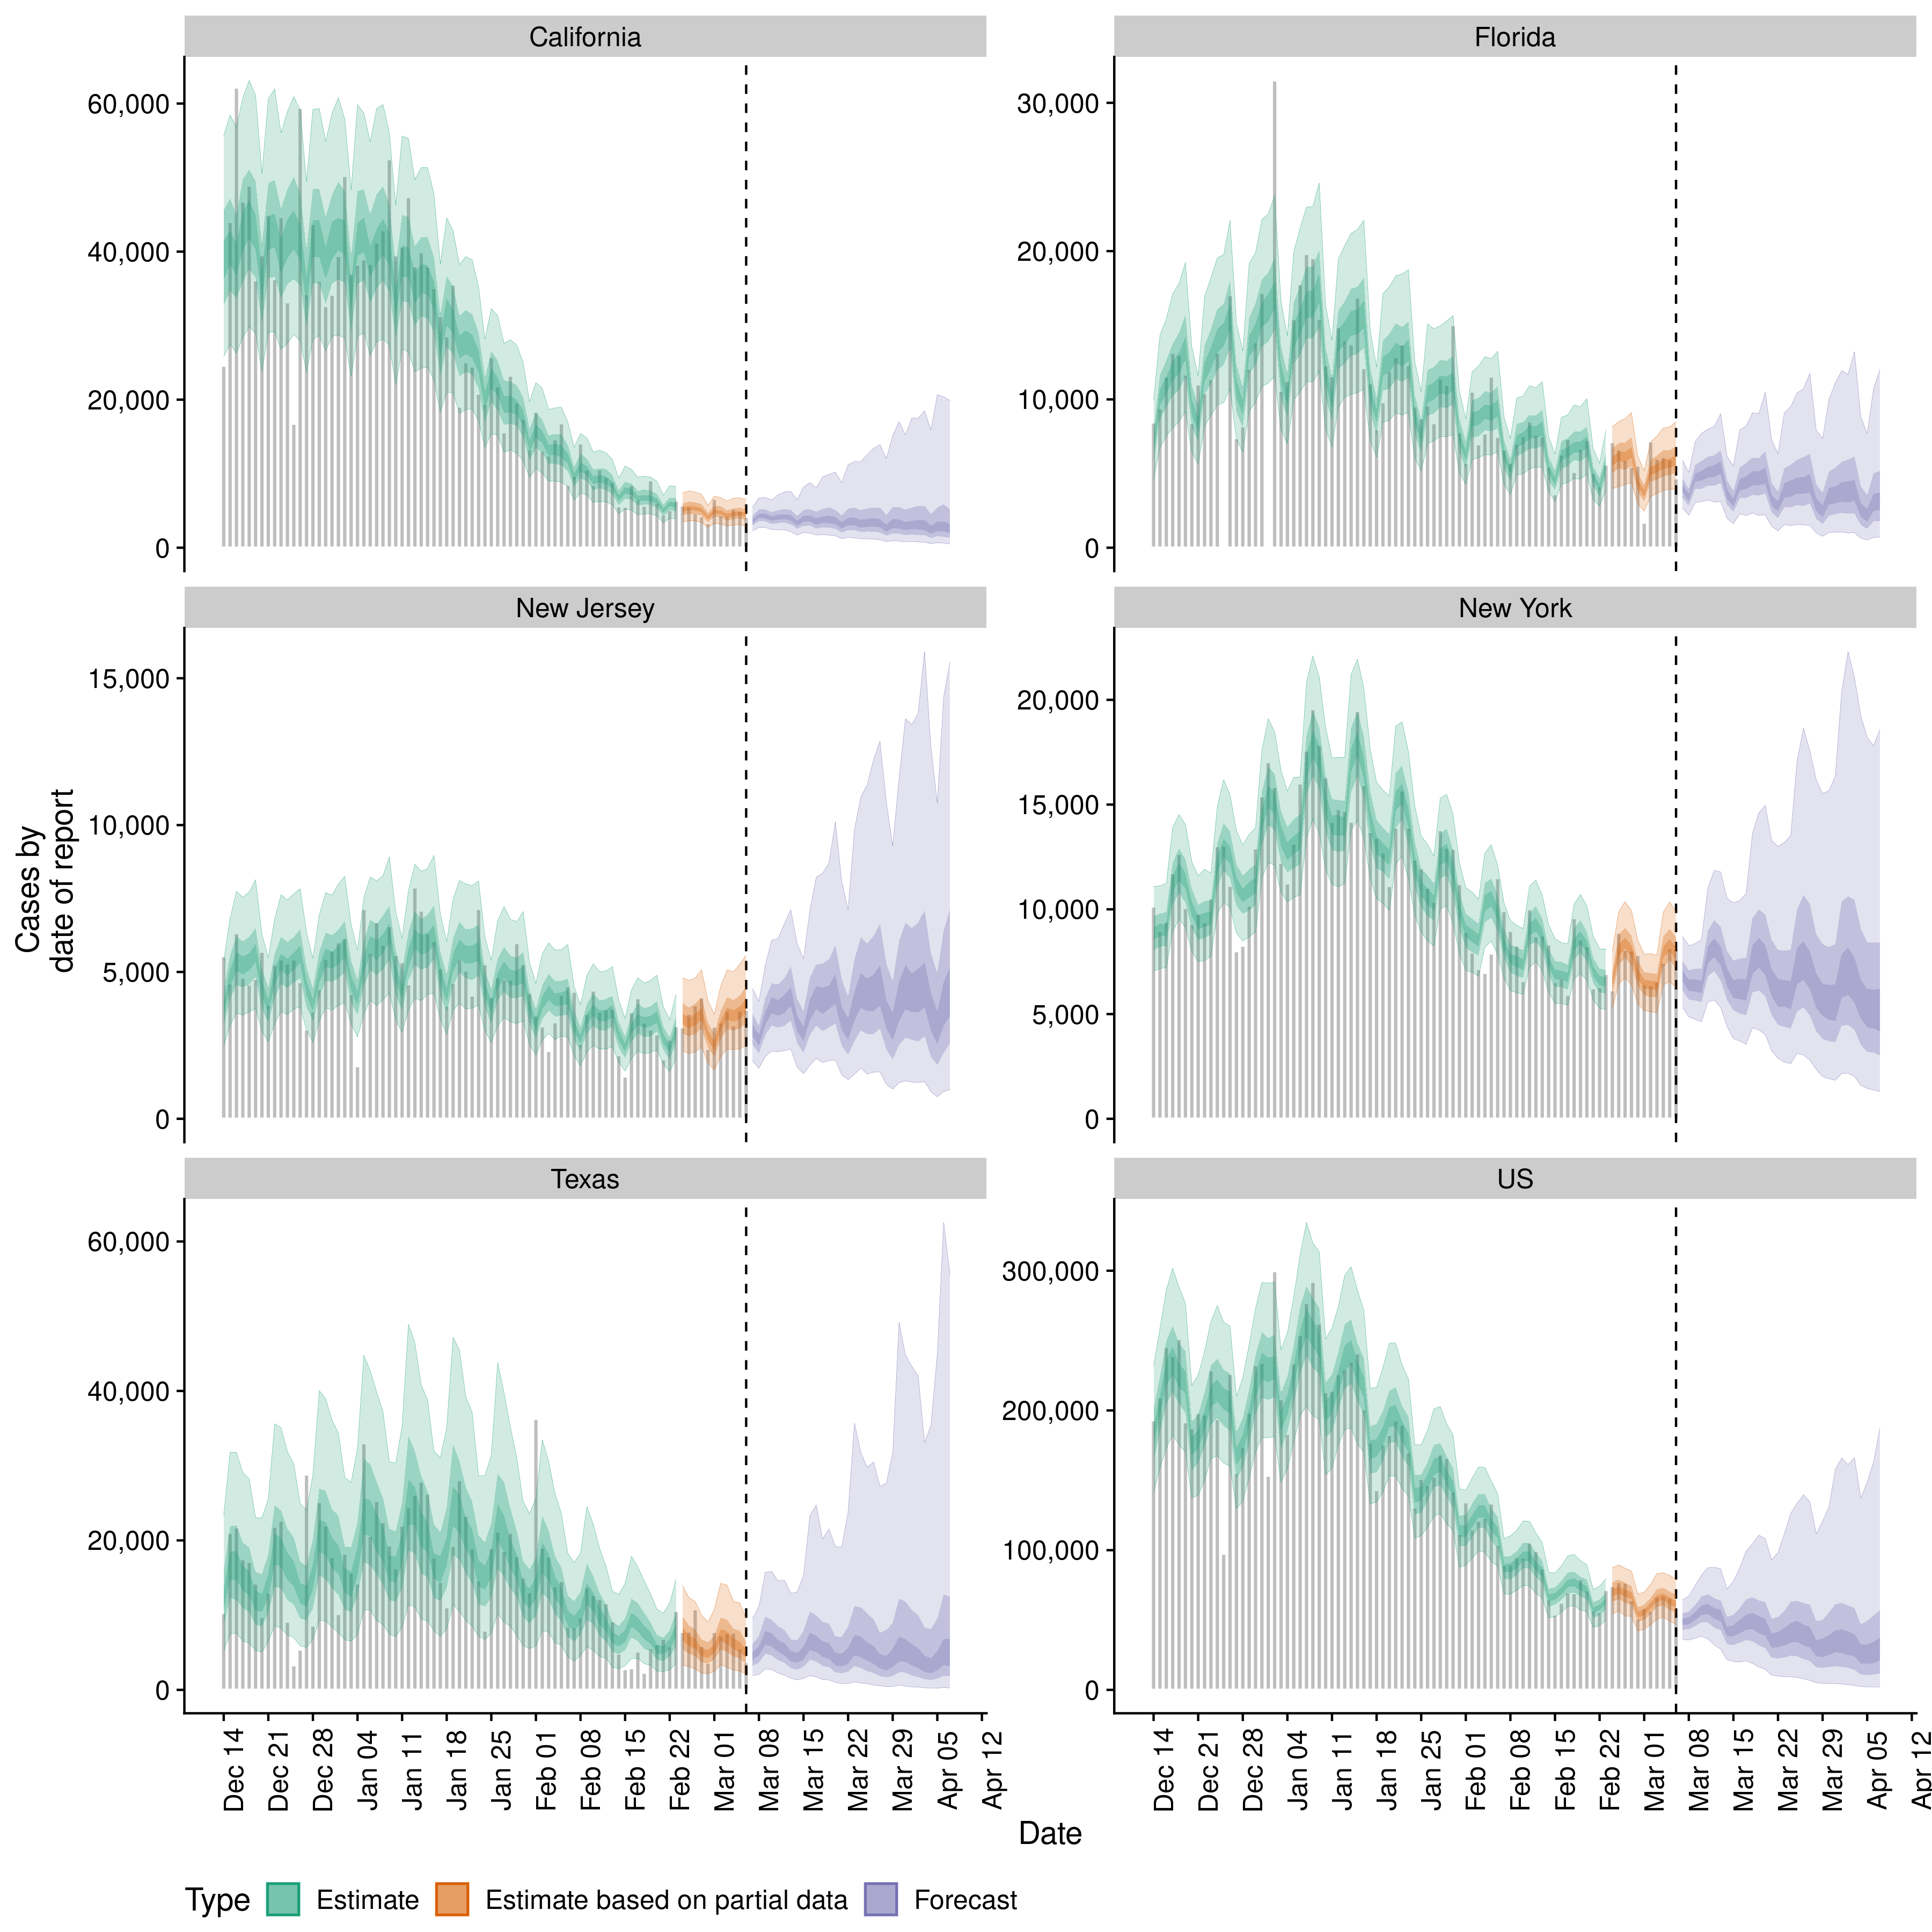 California
Florida
60,000
40,000
20,000
0
30,000
20,000
10,000
0
New Jersey
New York
Cases by
date of report
15,000
10,000
5,000
0
20,000
15,000
10,000
5,000
0
Texas
US
60,000
40,000
20,000
0
300,000
200,000
100,000
0
Dec 14
Dec 21
Dec 28
Jan 04
Jan 11
Jan 18
Jan 25
Feb 01
Feb 08
Feb 15
Feb 22
Mar 01
Mar 08
Mar 15
Mar 22
Mar 29
Apr 05
Apr 12
Dec 14
Dec 21
Dec 28
Jan 04
Jan 11
Jan 18
Jan 25
Feb 01
Feb 08
Feb 15
Feb 22
Mar 01
Mar 08
Mar 15
Mar 22
Mar 29
Apr 05
Apr 12
Date
Type Estimate Estimate based on partial data Forecast